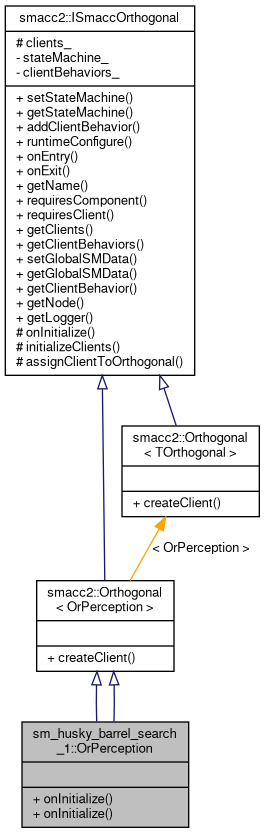 smacc2::ISmaccOrthogonal
# clients_
- stateMachine_
- clientBehaviors_
+ setStateMachine()
+ getStateMachine()
+ addClientBehavior()
+ runtimeConfigure()
+ onEntry()
+ onExit()
+ getName()
+ requiresComponent()
+ requiresClient()
+ getClients()
+ getClientBehaviors()
+ setGlobalSMData()
+ getGlobalSMData()
+ getClientBehavior()
+ getNode()
+ getLogger()
# onInitialize()
# initializeClients()
# assignClientToOrthogonal()
smacc2::Orthogonal
< TOrthogonal >
+ createClient()
< OrPerception >
smacc2::Orthogonal
< OrPerception >
+ createClient()
sm_husky_barrel_search
_1::OrPerception
+ onInitialize()
+ onInitialize()